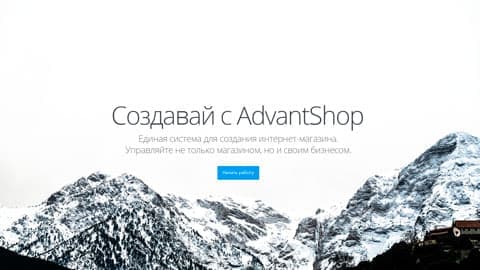 Создавай с AdvantShop
Единая система для создания интернет-магазина.
Управляйте не только магазином, но и своим бизнесом.
Начать работу